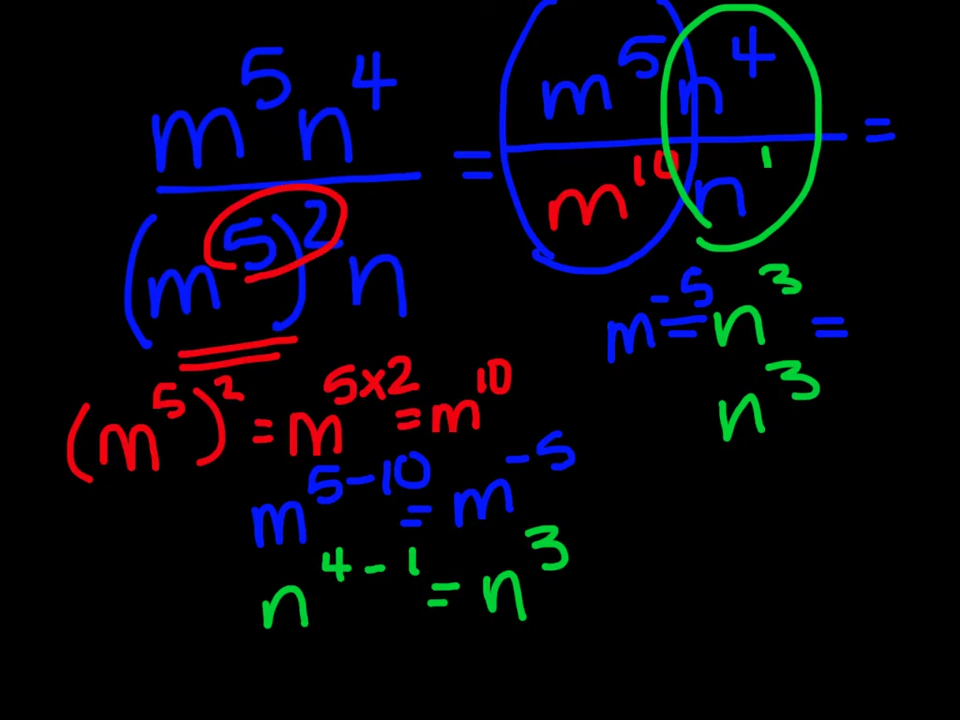 m⁵n⁴ / (m⁵)²n = m⁵n⁴ / m¹⁰n¹ =
m⁻⁵n³ =
n³
(m⁵)² = m⁵ˣ² = m¹⁰
m⁵⁻¹⁰ = m⁻⁵
n⁴⁻¹ = n³